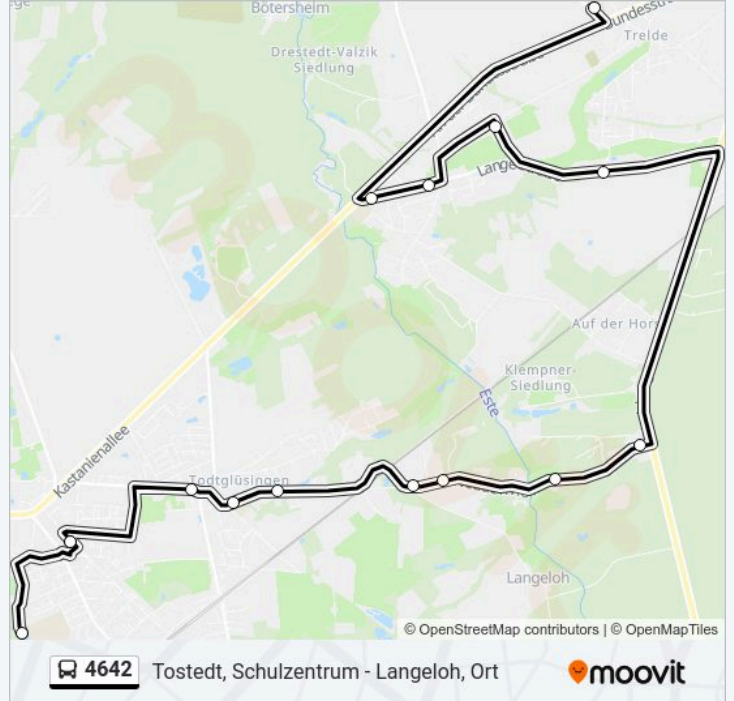 Bötersheim
Trelde
Drestedt-Valzik
Siedlung
Auf der Hors
Klempner-
Siedlung
Este
Kastanienallee
Todtglüsingen
Langeloh
© OpenStreetMap contributors | © OpenMapTiles
4642
Tostedt, Schulzentrum - Langeloh, Ort
moovit